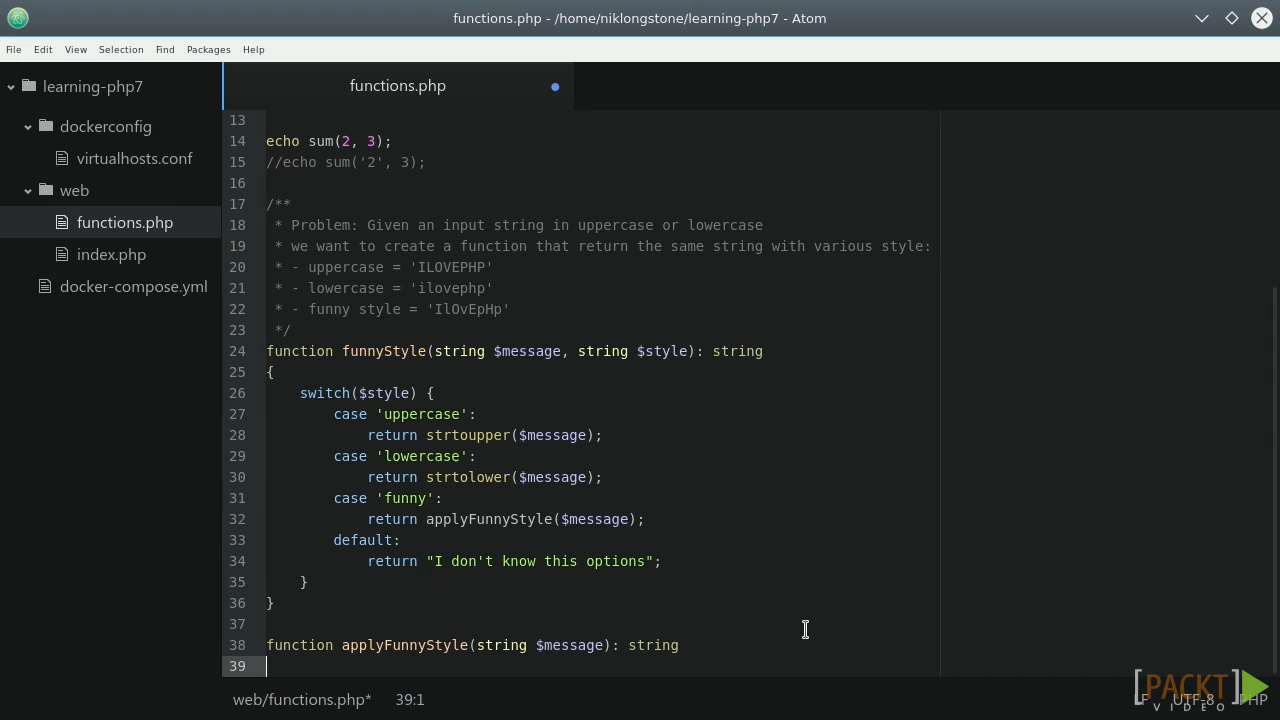 functions.php - /home/niklongstone/learning-php7 - Atom
File Edit View Selection Find Packages Help
learning-php7
dockerconfig
virtualhosts.conf
web
functions.php
index.php
docker-compose.yml
functions.php
13
14 echo sum(2, 3);
15 //echo sum('2', 3);
16
17 /**
18  * Problem: Given an input string in uppercase or lowercase
19  * we want to create a function that return the same string with various style:
20  * - uppercase = 'ILOVEPHP'
21  * - lowercase = 'ilovephp'
22  * - funny style = 'IlOvEpHp'
23  */
24 function funnyStyle(string $message, string $style): string
25 {
26     switch($style) {
27         case 'uppercase':
28             return strtoupper($message);
29         case 'lowercase':
30             return strtolower($message);
31         case 'funny':
32             return applyFunnyStyle($message);
33         default:
34             return "I don't know this options";
35     }
36 }
37
38 function applyFunnyStyle(string $message): string
39
web/functions.php* 39:1 LF UTF-8 PHP
[PACKT]
VIDEO